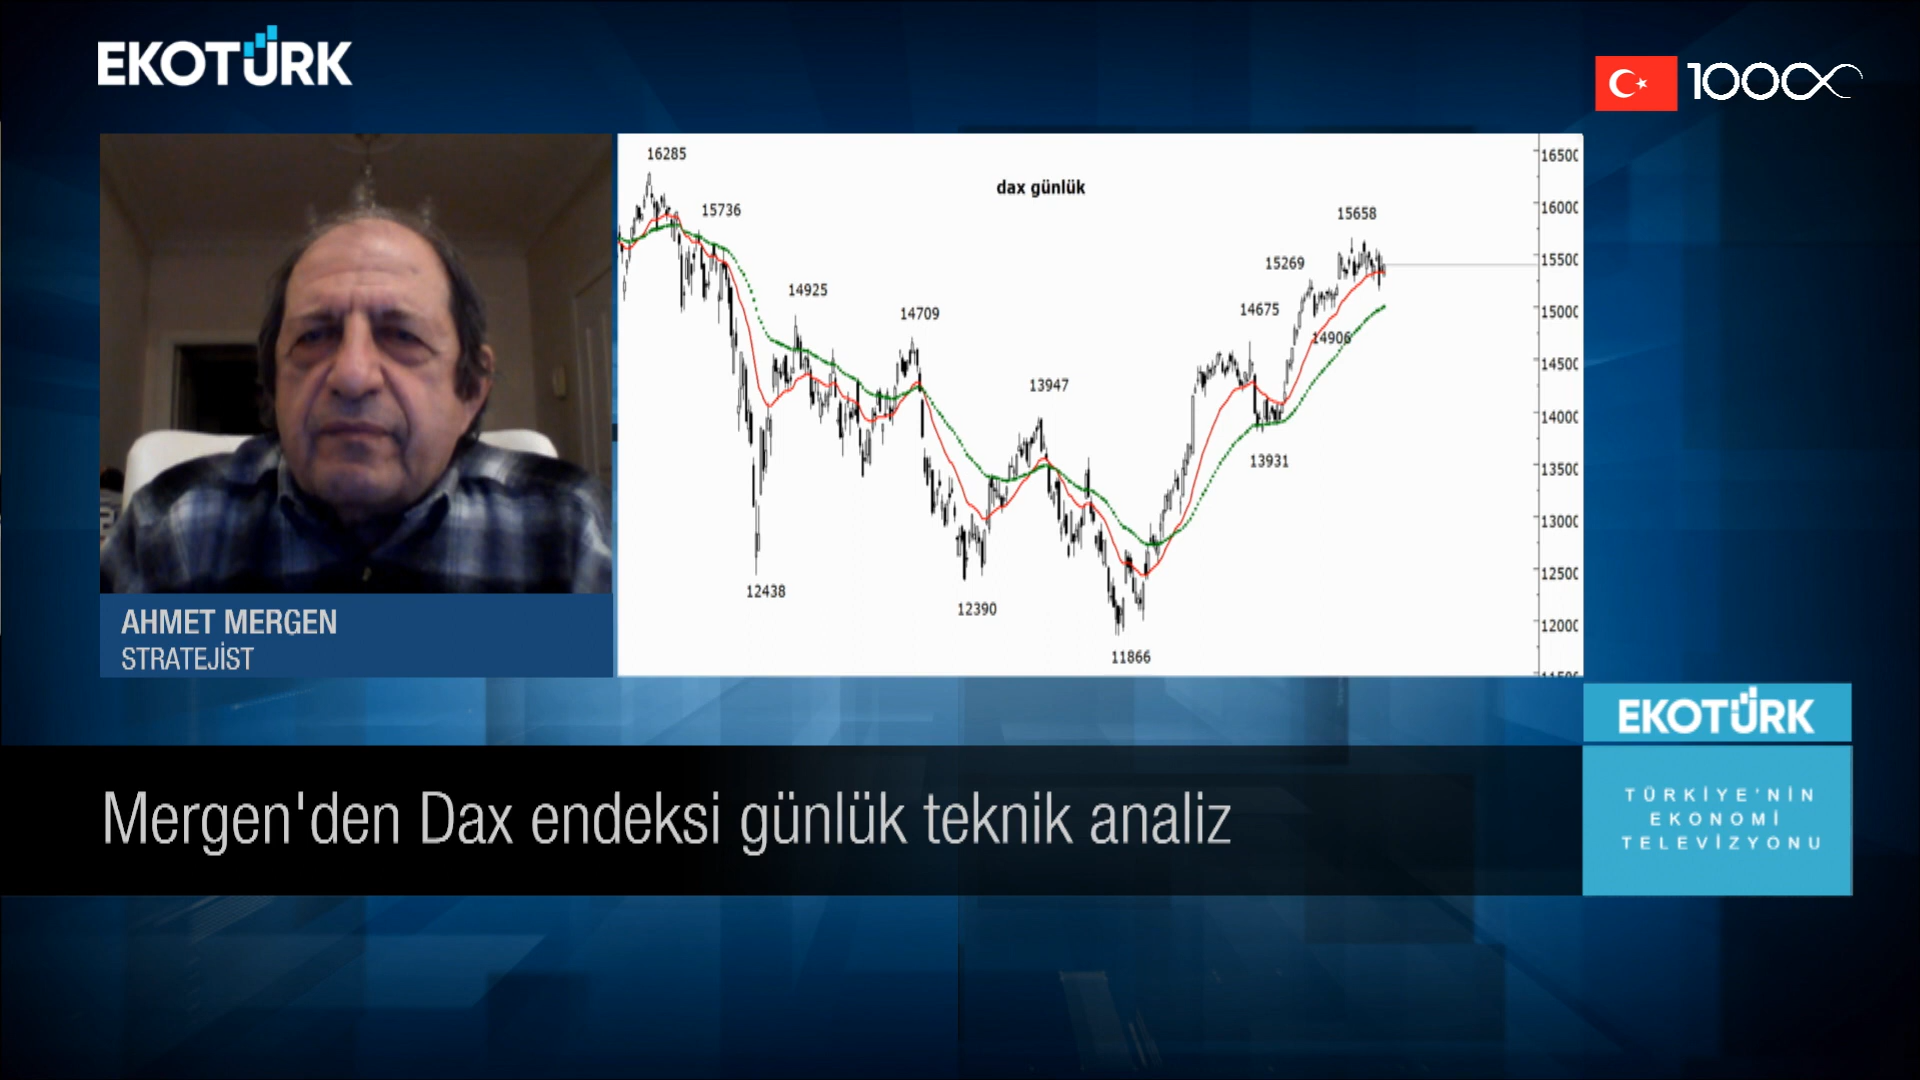 EKOTÜRK
100
16285
15736
14925
14709
13947
12438
12390
11866
dax günlük
15658
15269
14675
14906
13931
16500
16000
15500
15000
14500
14000
13500
13000
12500
12000
AHMET MERGEN
STRATEJİST
EKOTÜRK
Mergen'den Dax endeksi günlük teknik analiz
TÜRKİYE'NİN
EKONOMİ
TELEVİZYONU